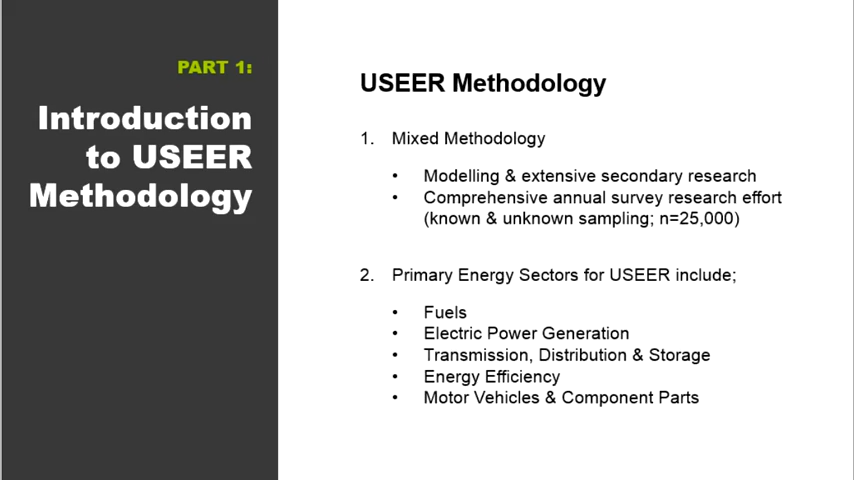 PART 1:
Introduction
to USEER
Methodology
USEER Methodology
1. Mixed Methodology
• Modelling & extensive secondary research
• Comprehensive annual survey research effort
(known & unknown sampling; n=25,000)
2. Primary Energy Sectors for USEER include;
• Fuels
• Electric Power Generation
• Transmission, Distribution & Storage
• Energy Efficiency
• Motor Vehicles & Component Parts